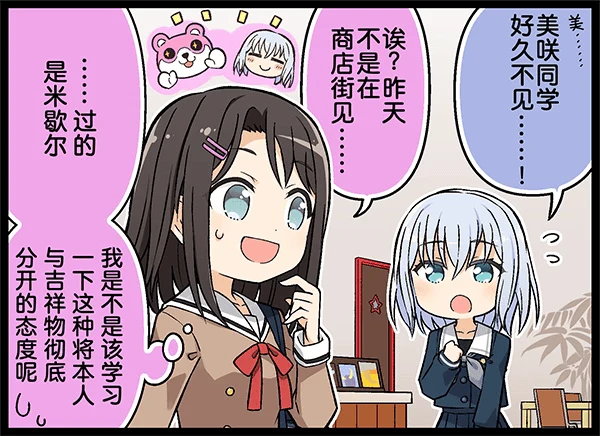 美……
美咲同学
好久不见……！
诶？昨天
不是在
商店街见……
……过的
是米歇尔
我是不是该学习
一下这种将本人
与吉祥物彻底
分开的态度呢